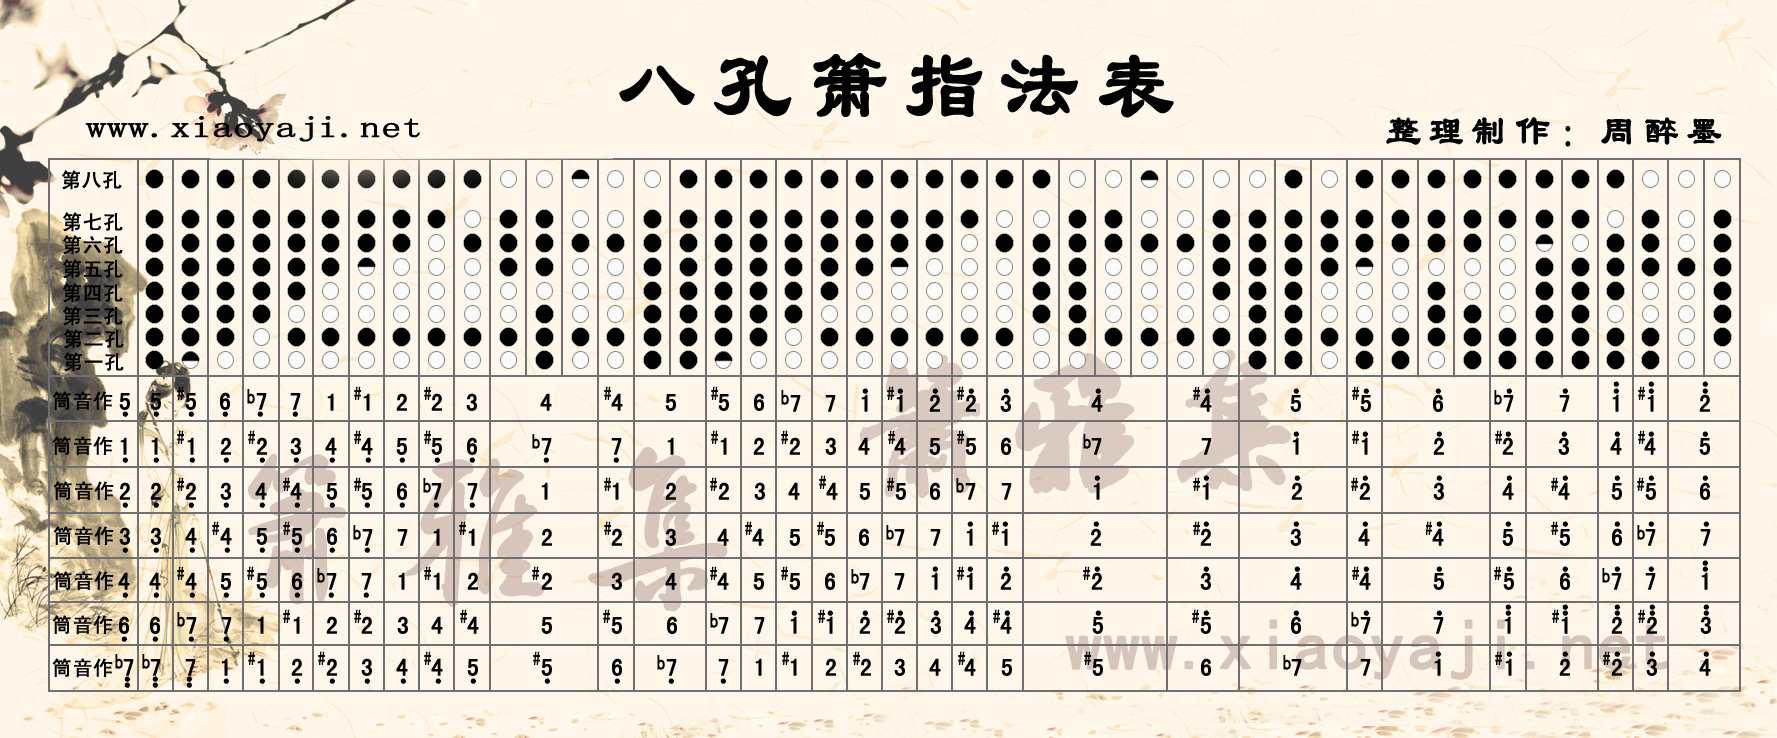 八孔箫指法表
www.xiaoyaji.net
整理制作：周醉墨
第八孔
第七孔
第六孔
第五孔
第四孔
第三孔
第二孔
第一孔
筒音作5 5 #5 6 b7 7 1 #1 2 #2 3 4 #4 5 #5 6 b7 7 1 #1 2 #2 3 4 #4 5 #5 6 b7 7 1 #1 2
筒音作1 1 #1 2 #2 3 4 #4 5 #5 6 b7 7 1 #1 2 #2 3 4 #4 5 #5 6 b7 7 1 #1 2 #2 3 4 #4 5
筒音作2 2 #2 3 4 #4 5 #5 6 b7 7 1 #1 2 #2 3 4 #4 5 #5 6 b7 7 1 #1 2 #2 3 4 #4 5 #5 6
筒音作3 3 4 #4 5 #5 6 b7 7 1 #1 2 #2 3 4 #4 5 #5 6 b7 7 1 #1 2 #2 3 4 #4 5 #5 6 b7 7
筒音作4 4 #4 5 #5 6 b7 7 1 #1 2 #2 3 4 #4 5 #5 6 b7 7 1 #1 2 #2 3 4 #4 5 #5 6 b7 7 1
筒音作6 6 b7 7 1 #1 2 #2 3 4 #4 5 #5 6 b7 7 1 #1 2 #2 3 4 #4 5 #5 6 b7 7 1 #1 2 #2 3
筒音作b7 b7 7 1 #1 2 #2 3 4 #4 5 #5 6 b7 7 1 #1 2 #2 3 4 #4 5 #5 6 b7 7 1 #1 2 #2 3 4
箫雅集
箫雅集
www.xiaoyaji.net